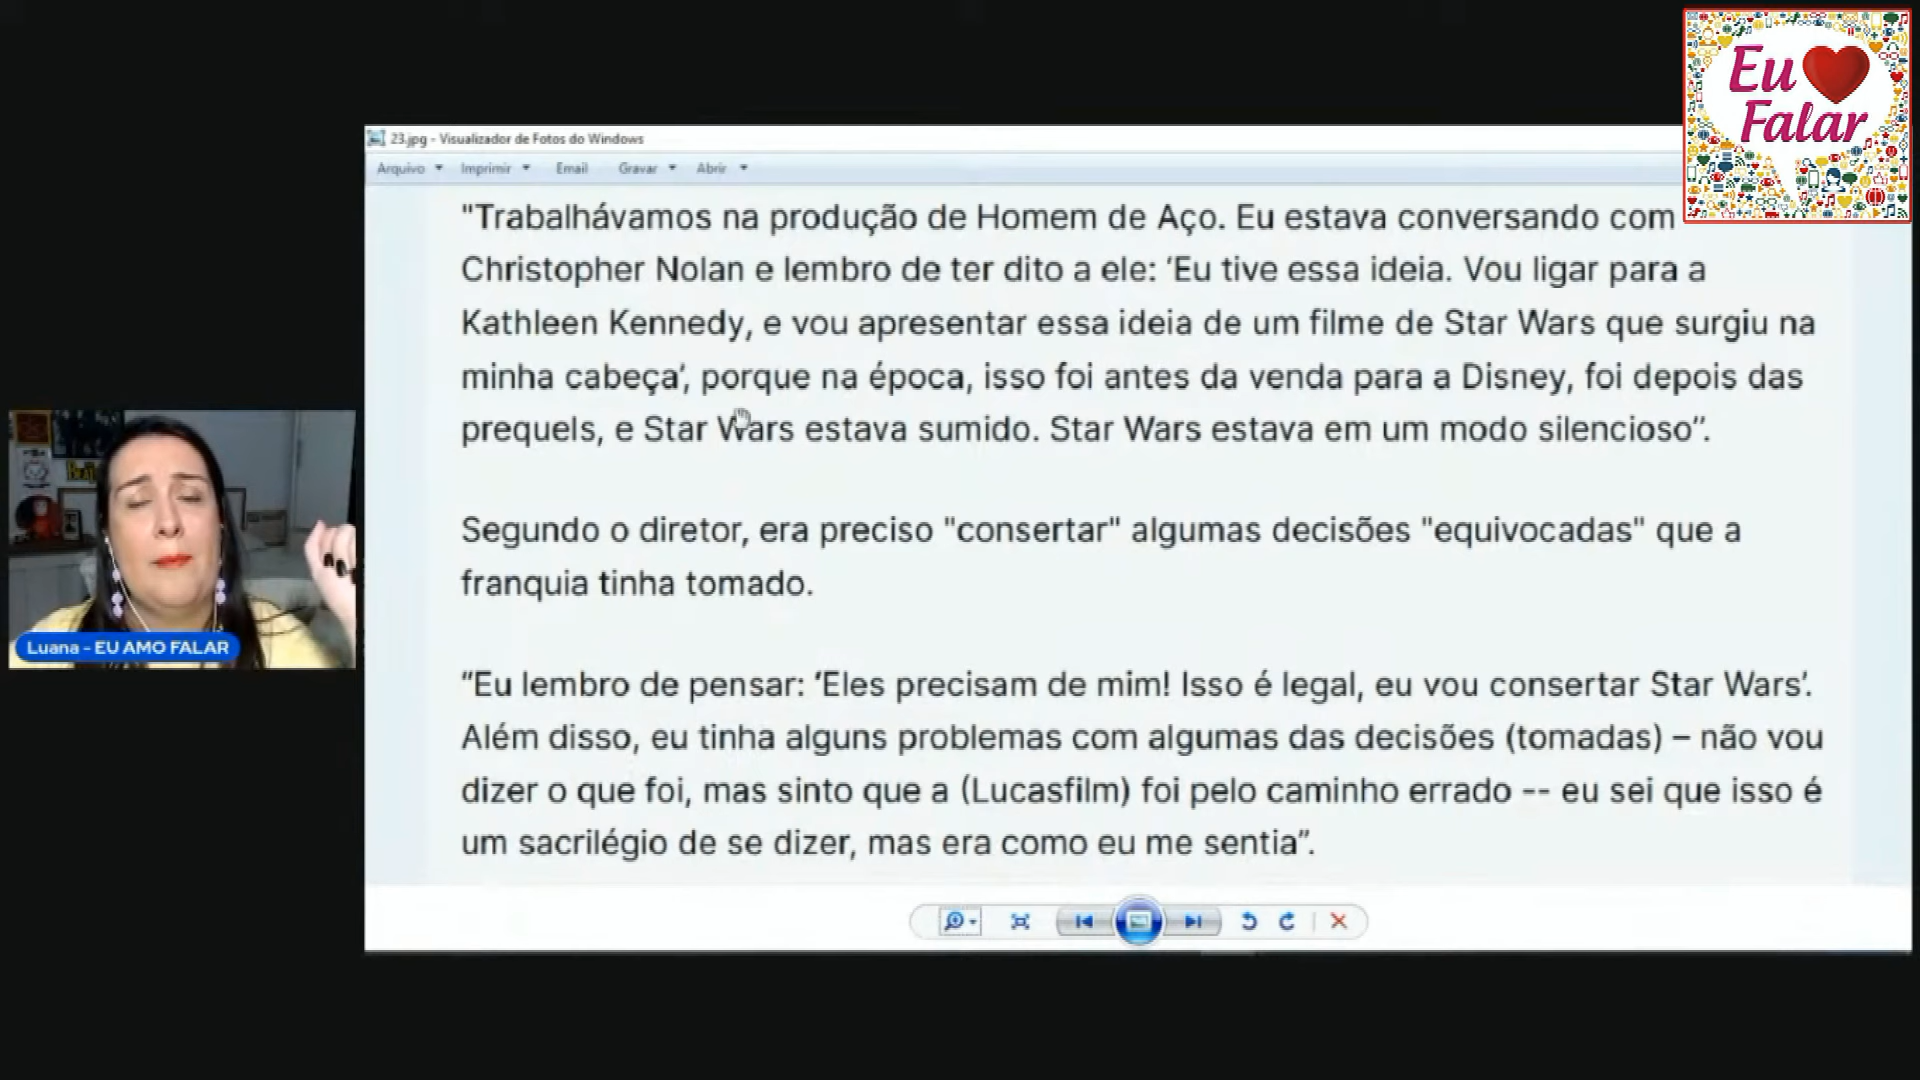 Eu
Falar
23.jpg - Visualizador de Fotos do Windows
Arquivo Imprimir Email Gravar Abrir
"Trabalhávamos na produção de Homem de Aço. Eu estava conversando com
Christopher Nolan e lembro de ter dito a ele: ‘Eu tive essa ideia. Vou ligar para a
Kathleen Kennedy, e vou apresentar essa ideia de um filme de Star Wars que surgiu na
minha cabeça’, porque na época, isso foi antes da venda para a Disney, foi depois das
prequels, e Star Wars estava sumido. Star Wars estava em um modo silencioso”.
Segundo o diretor, era preciso "consertar" algumas decisões "equivocadas" que a
franquia tinha tomado.
“Eu lembro de pensar: ‘Eles precisam de mim! Isso é legal, eu vou consertar Star Wars’.
Além disso, eu tinha alguns problemas com algumas das decisões (tomadas) – não vou
dizer o que foi, mas sinto que a (Lucasfilm) foi pelo caminho errado -- eu sei que isso é
um sacrilégio de se dizer, mas era como eu me sentia”.
Luana - EU AMO FALAR